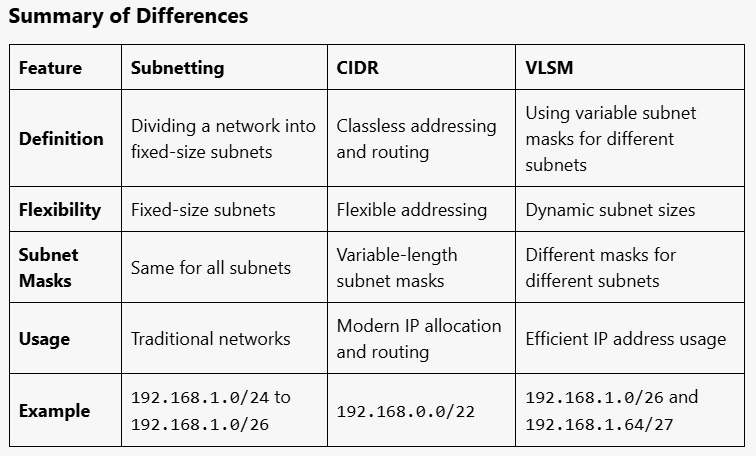 Summary of Differences
Feature Subnetting CIDR VLSM
Definition
Dividing a network into
fixed-size subnets
Classless addressing
and routing
Using variable subnet
masks for different
subnets
Flexibility Fixed-size subnets Flexible addressing Dynamic subnet sizes
Subnet
Masks
Same for all subnets
Variable-length
subnet masks
Different masks for
different subnets
Usage
Traditional networks
Modern IP allocation
and routing
Efficient IP address usage
Example
192.168.1.0/24 to
192.168.1.0/26
192.168.0.0/22
192.168.1.0/26 and
192.168.1.64/27